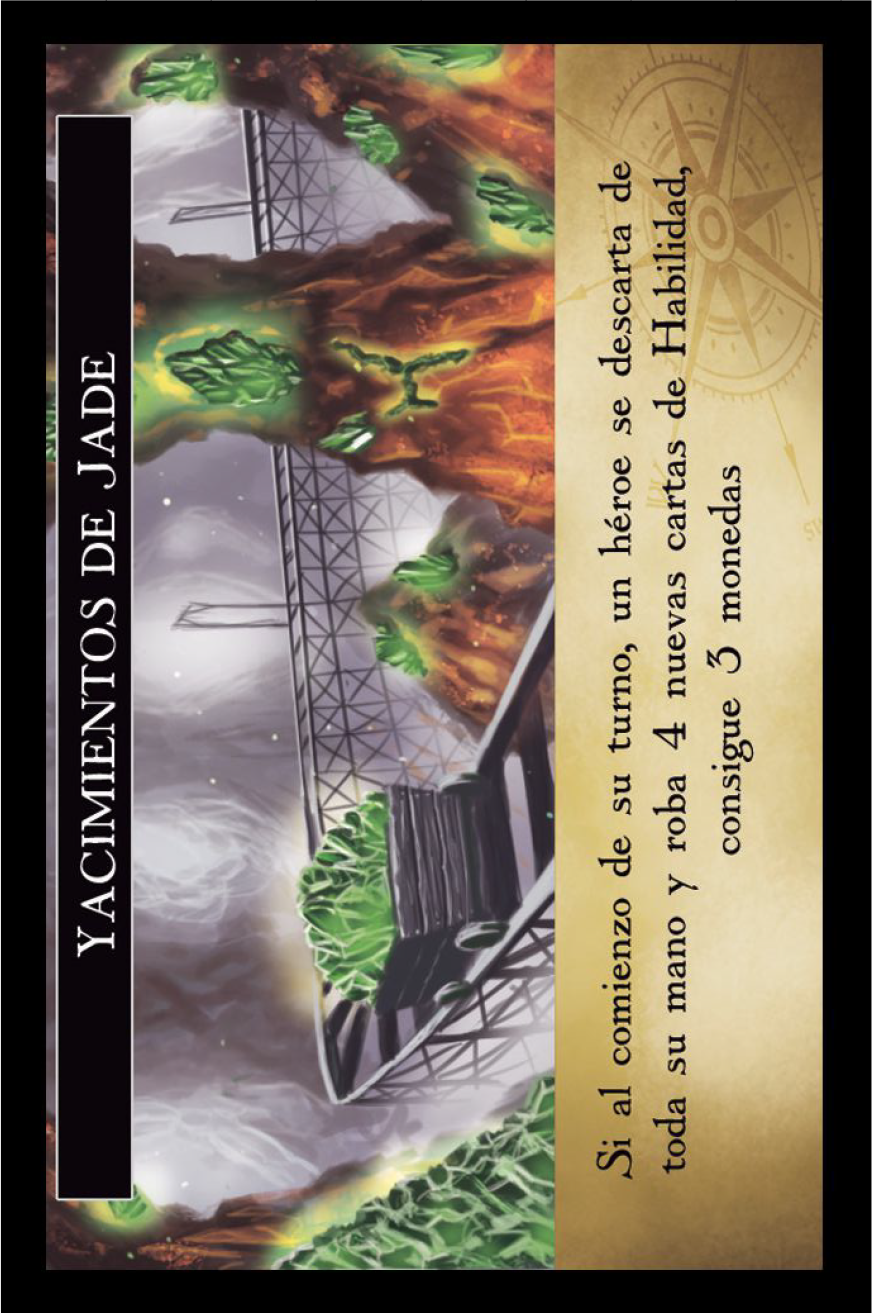 YACIMIENTOS DE JADE
Si al comienzo de su turno, un héroe se descarta de
toda su mano y roba 4 nuevas cartas de Habilidad,
consigue 3 monedas